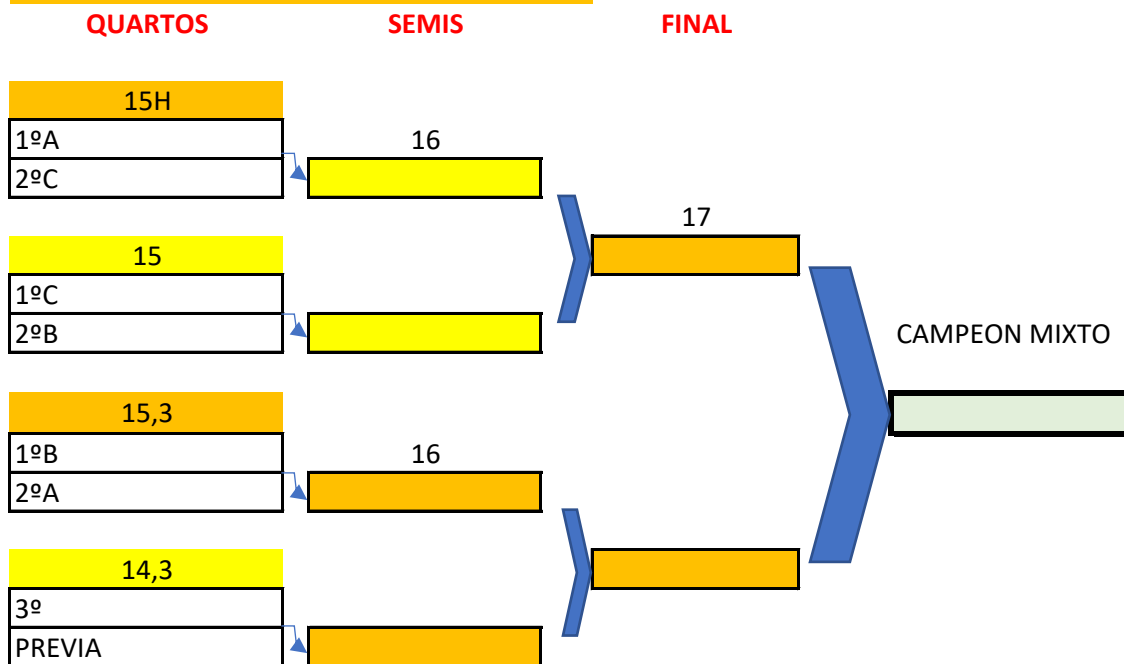 QUARTOS SEMIS FINAL
15H
1ºA 16
2ºC
17
15
1ºC
2ºB CAMPEON MIXTO
15,3
1ºB 16
2ºA
14,3
3º
PREVIA